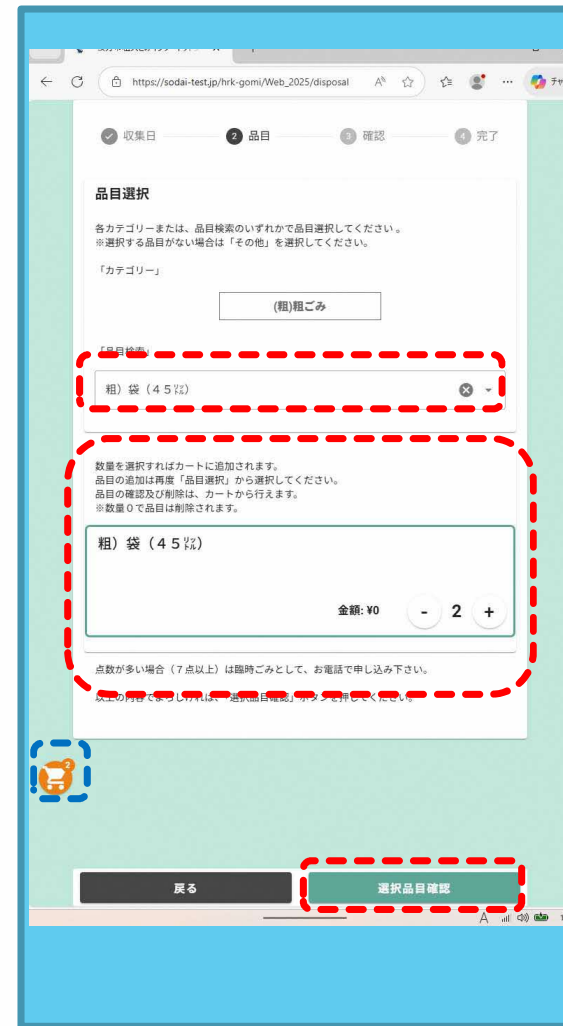 https://sodai-test.jp/hrk-gomi/Web_2025/disposal
収集日
2 品目
3 確認
4 完了
品目選択
各カテゴリーまたは、品目検索のいずれかで品目選択してください。
※選択する品目がない場合は「その他」を選択してください。
「カテゴリー」
(粗)粗ごみ
「品目検索」
粗）袋（４５㍑）
数量を選択すればカートに追加されます。
品目の追加は再度「品目選択」から選択してください。
品目の確認及び削除は、カートから行えます。
※数量０で品目は削除されます。
粗）袋（４５㍑）
金額: ¥0 - 2 +
点数が多い場合（７点以上）は臨時ごみとして、お電話で申し込み下さい。
以上の内容でよろしければ、「選択品目確認」ボタンを押してください。
2
戻る
選択品目確認